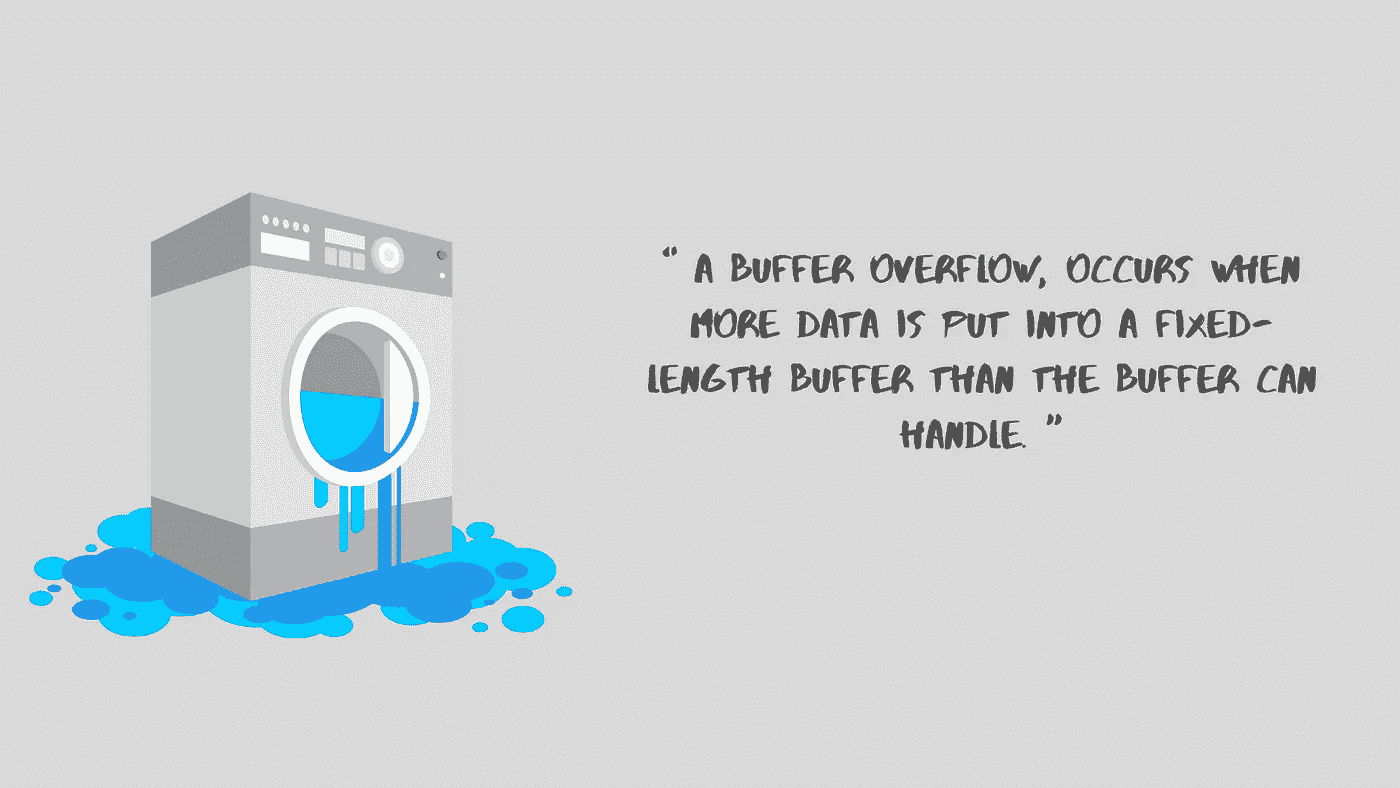 “ A BUFFER OVERFLOW, OCCURS WHEN
MORE DATA IS PUT INTO A FIXED-
LENGTH BUFFER THAN THE BUFFER CAN
HANDLE. ”